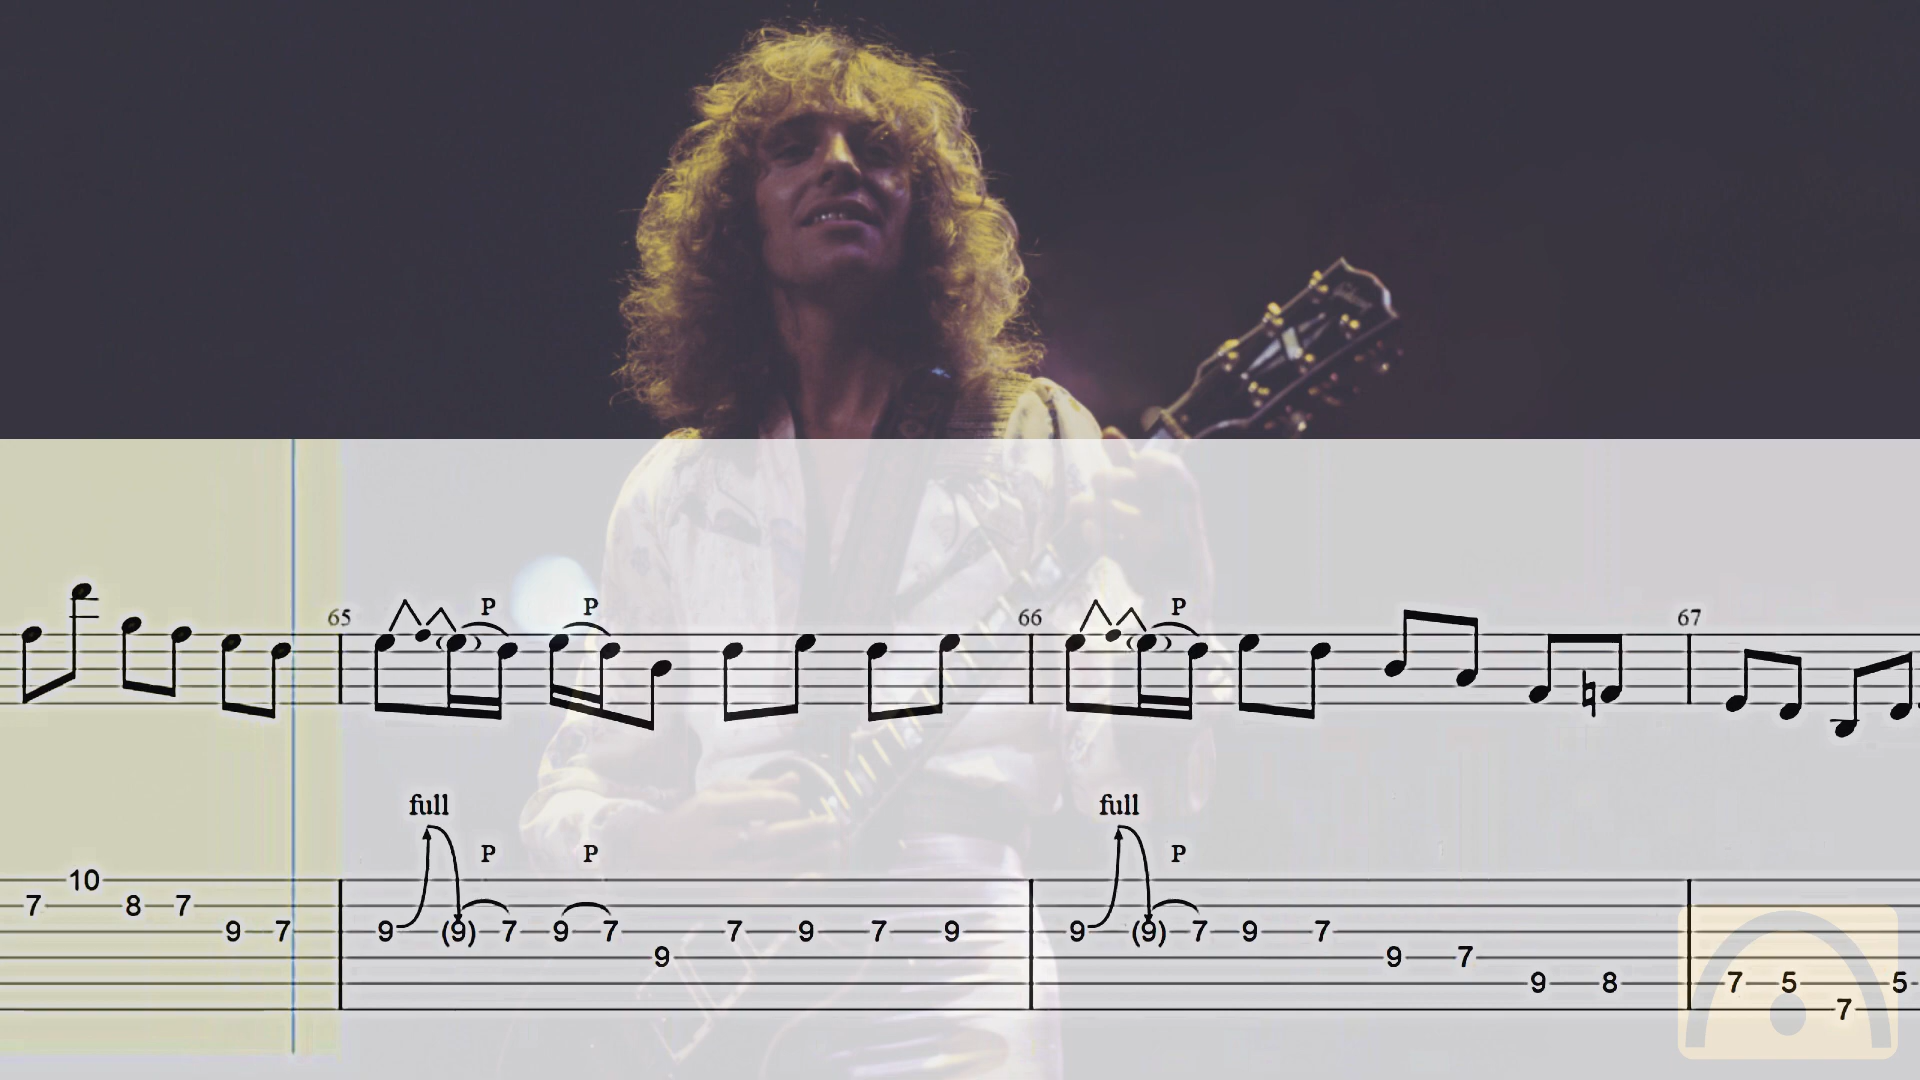 Gibson
65 P P 66 P 67
full full
P P P
10
7 8 7
9 7 9 (9) 7 9 7 7 9 7 9 9 (9) 7 9 7
9 9 7
9 8 7 5 5
7